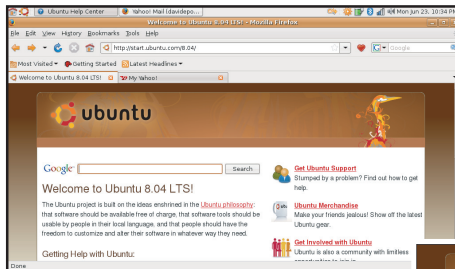 Ubuntu Help Center
Yahoo! Mail (davidepo...
Mon Jun 23, 10:34 PM
Welcome to Ubuntu 8.04 LTS! - Mozilla Firefox
File Edit View History Bookmarks Tools Help
http://start.ubuntu.com/8.04/
Google
Most Visited Getting Started Latest Headlines
Welcome to Ubuntu 8.04 LTS!
My Yahoo!
ubuntu
Google
Search
Welcome to Ubuntu 8.04 LTS!
The Ubuntu project is built on the ideas enshrined in the Ubuntu philosophy:
that software should be available free of charge, that software tools should be
usable by people in their local language, and that people should have the
freedom to customize and alter their software in whatever way they need.
Getting Help with Ubuntu:
Get Ubuntu Support
Stumped by a problem? Find out how to get
help.
Ubuntu Merchandise
Make your friends jealous! Show off the latest
Ubuntu gear.
Get Involved with Ubuntu
Ubuntu is also a community with limitless
Done